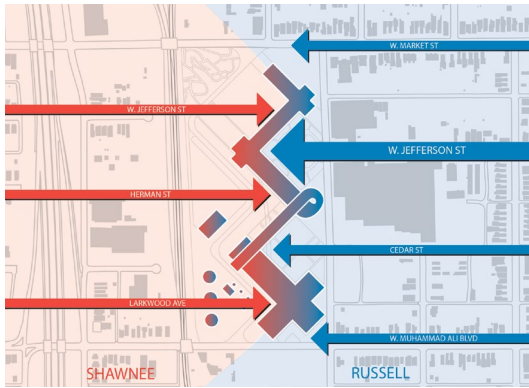 W. MARKET ST
W. JEFFERSON ST
W. JEFFERSON ST
HERMAN ST
CEDAR ST
LARKWOOD AVE
W. MUHAMMAD ALI BLVD
SHAWNEE
RUSSELL